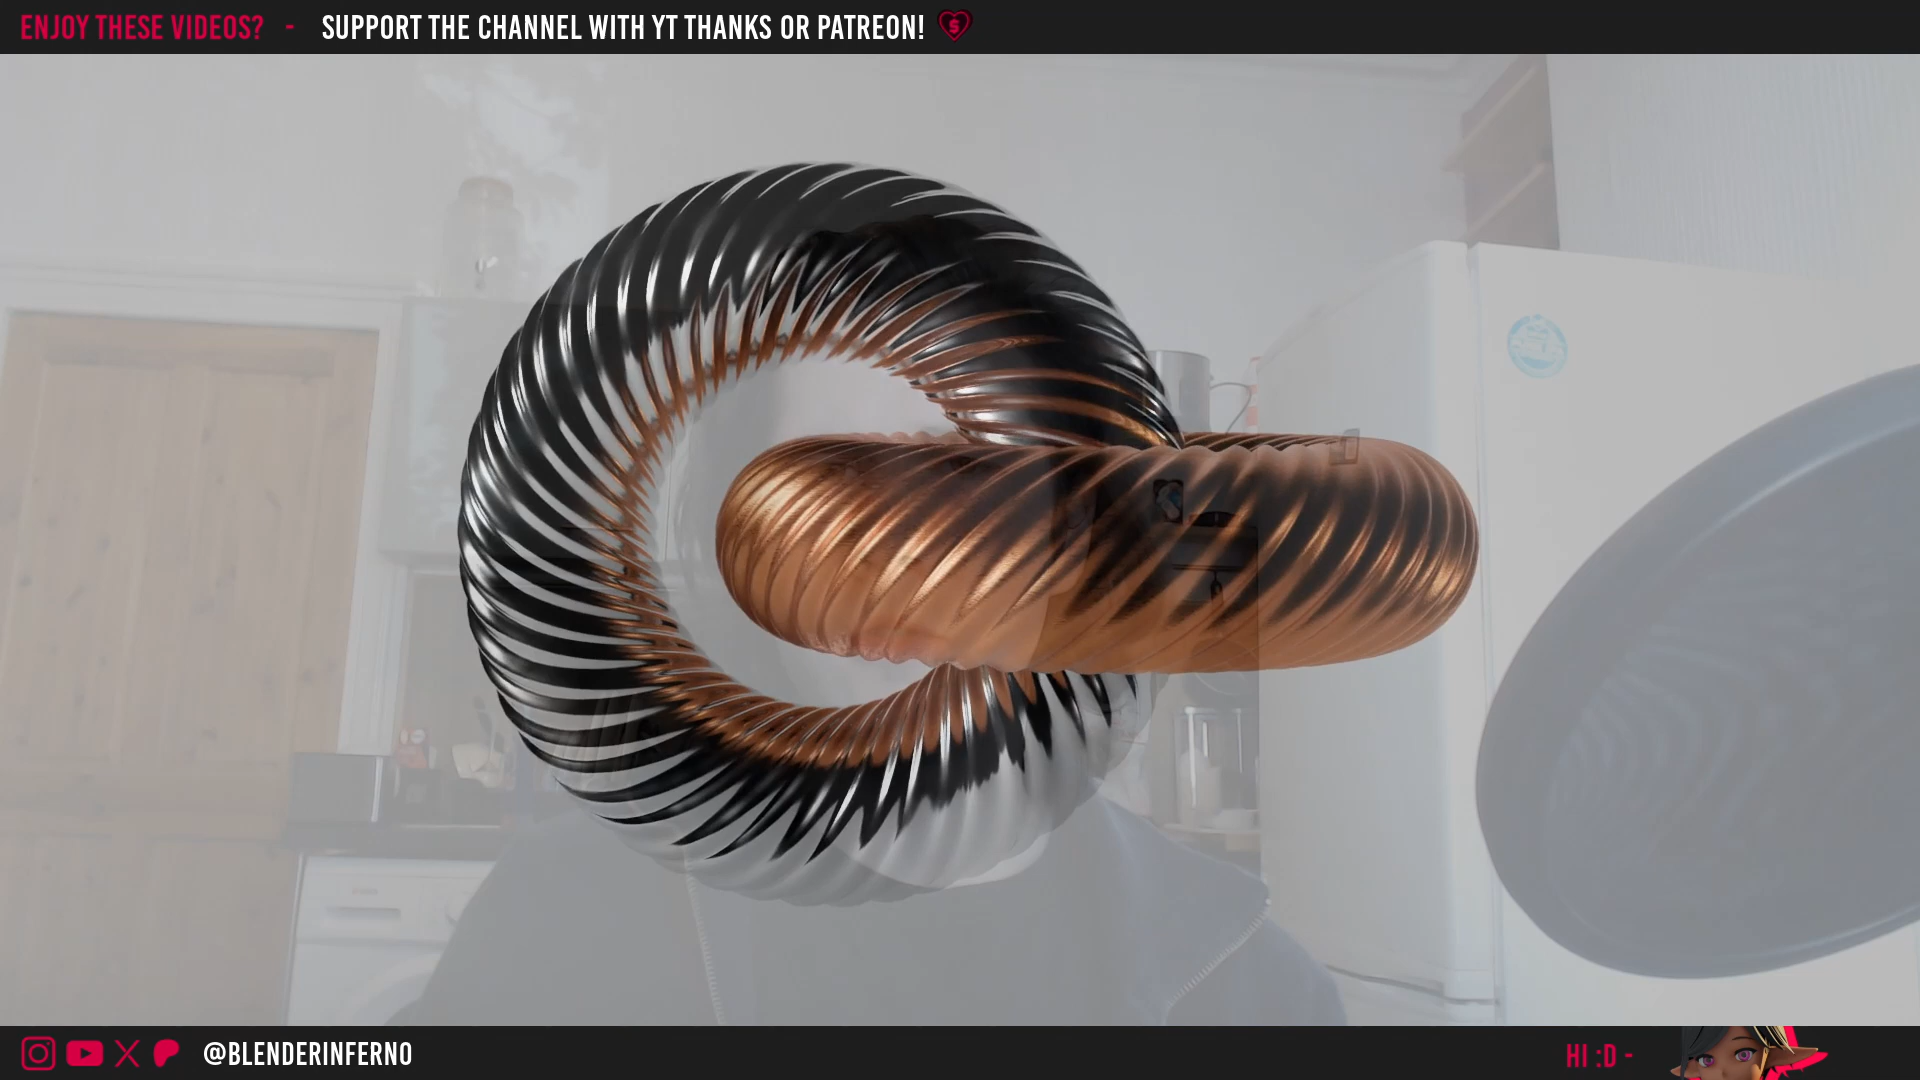 ENJOY THESE VIDEOS? - SUPPORT THE CHANNEL WITH YT THANKS OR PATREON!
@BLENDERINFERNO
HI :D -